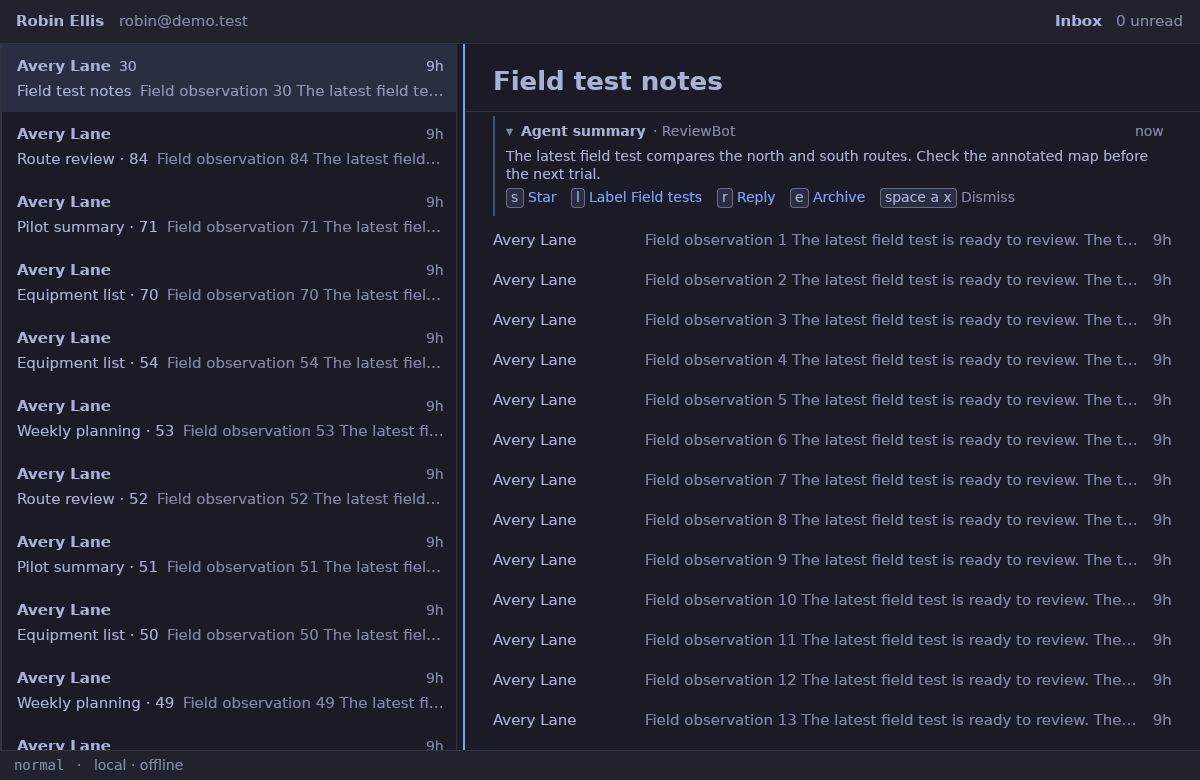 Robin Ellis robin@demo.test
Inbox 0 unread
Avery Lane 30 9h
Field test notes Field observation 30 The latest field te…
Avery Lane 9h
Route review · 84 Field observation 84 The latest field…
Avery Lane 9h
Pilot summary · 71 Field observation 71 The latest fiel…
Avery Lane 9h
Equipment list · 70 Field observation 70 The latest fiel…
Avery Lane 9h
Equipment list · 54 Field observation 54 The latest fiel…
Avery Lane 9h
Weekly planning · 53 Field observation 53 The latest fi…
Avery Lane 9h
Route review · 52 Field observation 52 The latest field…
Avery Lane 9h
Pilot summary · 51 Field observation 51 The latest fiel…
Avery Lane 9h
Equipment list · 50 Field observation 50 The latest fiel…
Avery Lane 9h
Weekly planning · 49 Field observation 49 The latest fi…
Avery Lane 9h
Field test notes
▾ Agent summary · ReviewBot now
The latest field test compares the north and south routes. Check the annotated map before
the next trial.
s Star l Label Field tests r Reply e Archive space a x Dismiss
Avery Lane Field observation 1 The latest field test is ready to review. The t… 9h
Avery Lane Field observation 2 The latest field test is ready to review. The t… 9h
Avery Lane Field observation 3 The latest field test is ready to review. The t… 9h
Avery Lane Field observation 4 The latest field test is ready to review. The t… 9h
Avery Lane Field observation 5 The latest field test is ready to review. The t… 9h
Avery Lane Field observation 6 The latest field test is ready to review. The t… 9h
Avery Lane Field observation 7 The latest field test is ready to review. The t… 9h
Avery Lane Field observation 8 The latest field test is ready to review. The t… 9h
Avery Lane Field observation 9 The latest field test is ready to review. The t… 9h
Avery Lane Field observation 10 The latest field test is ready to review. The… 9h
Avery Lane Field observation 11 The latest field test is ready to review. The… 9h
Avery Lane Field observation 12 The latest field test is ready to review. The… 9h
Avery Lane Field observation 13 The latest field test is ready to review. The… 9h
normal · local · offline